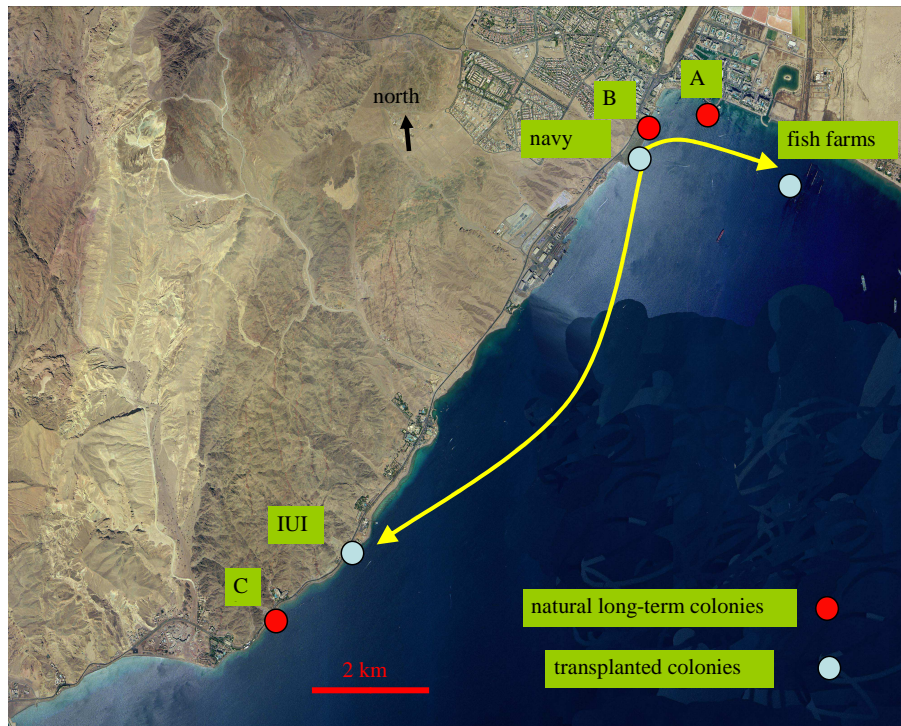 A
north
B
navy
fish farms
IUI
C
natural long-term colonies
transplanted colonies
2 km